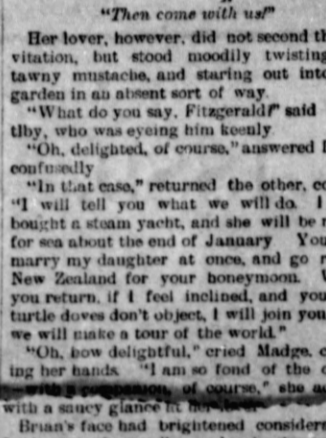 "Then come with us!"
Her lover, however, did not second th
vitation, but stood moodily twisting
tawny mustache, and staring out into
garden in an absent sort of way.
"What do you say, Fitzgerald?" said
tlby, who was eyeing him keenly.
"Oh, delighted, of course," answered
confusedly
"In that case," returned the other, co
"I will tell you what we will do. I
bought a steam yacht, and she will be r
for sea about the end of January You
marry my daughter at once, and go r
New Zealand for your honeymoon.
you return, if I feel inclined, and you
turtle doves don't object, I will join you
we will make a tour of the world."
"Oh, how delightful," cried Madge, c
ing her hands "I am so fond of the o
with a companion, of course," she a
with a saucy glance at her
Brian's face had brightened consider